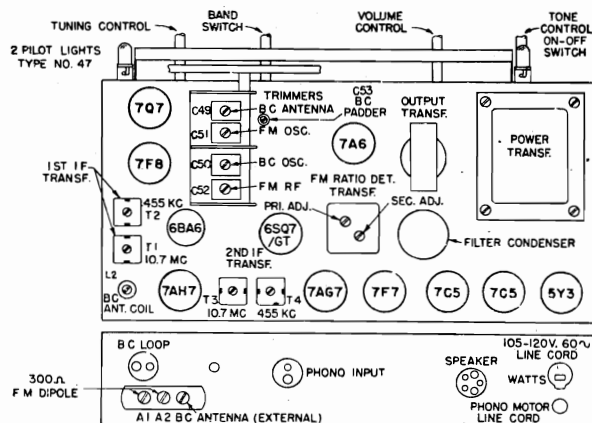 TUNING CONTROL
BAND
SWITCH
VOLUME
CONTROL
TONE
CONTROL
ON-OFF
SWITCH
2 PILOT LIGHTS
TYPE NO. 47
7Q7
7F8
C49
C51
C50
C52
TRIMMERS
BC ANTENNA
FM OSC.
BC OSC.
FM RF
C53
BC
PADDER
7A6
OUTPUT
TRANSF.
POWER
TRANSF.
1ST IF
TRANSF.
455 KC
T2
T1
10.7 MC
6BA6
6SQ7
/GT
FM RATIO DET.
TRANSF.
PRI. ADJ.
SEC. ADJ.
FILTER CONDENSER
L2
BC
ANT. COIL
7AH7
2ND IF
TRANSF.
T3
10.7 MC
T4
455 KC
7AG7
7F7
7C5
7C5
5Y3
BC LOOP
PHONO INPUT
SPEAKER
105-120V. 60~
LINE CORD
WATTS
PHONO MOTOR
LINE CORD
300Ω
FM DIPOLE
A1 A2 BC ANTENNA (EXTERNAL)